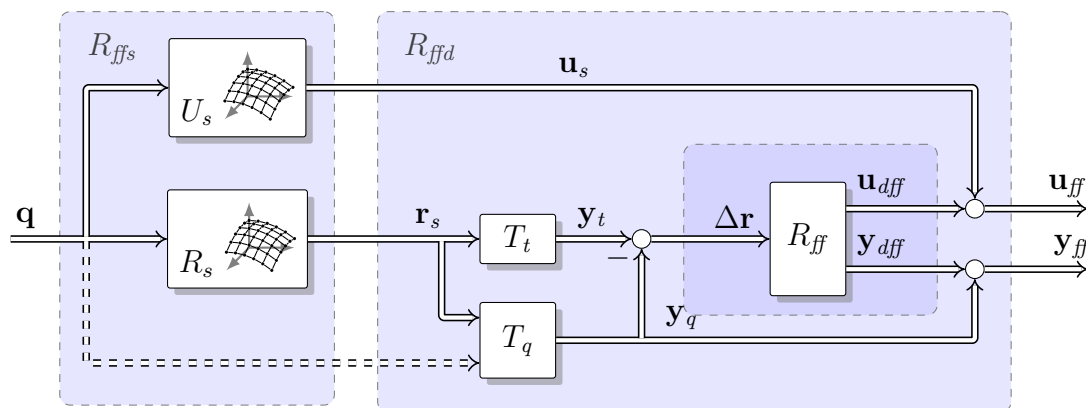 R_ffs
R_ffd
U_s
u_s
q
R_s
r_s
T_t
y_t
−
Δr
R_ff
u_dff
y_dff
u_ff
y_ff
T_q
y_q